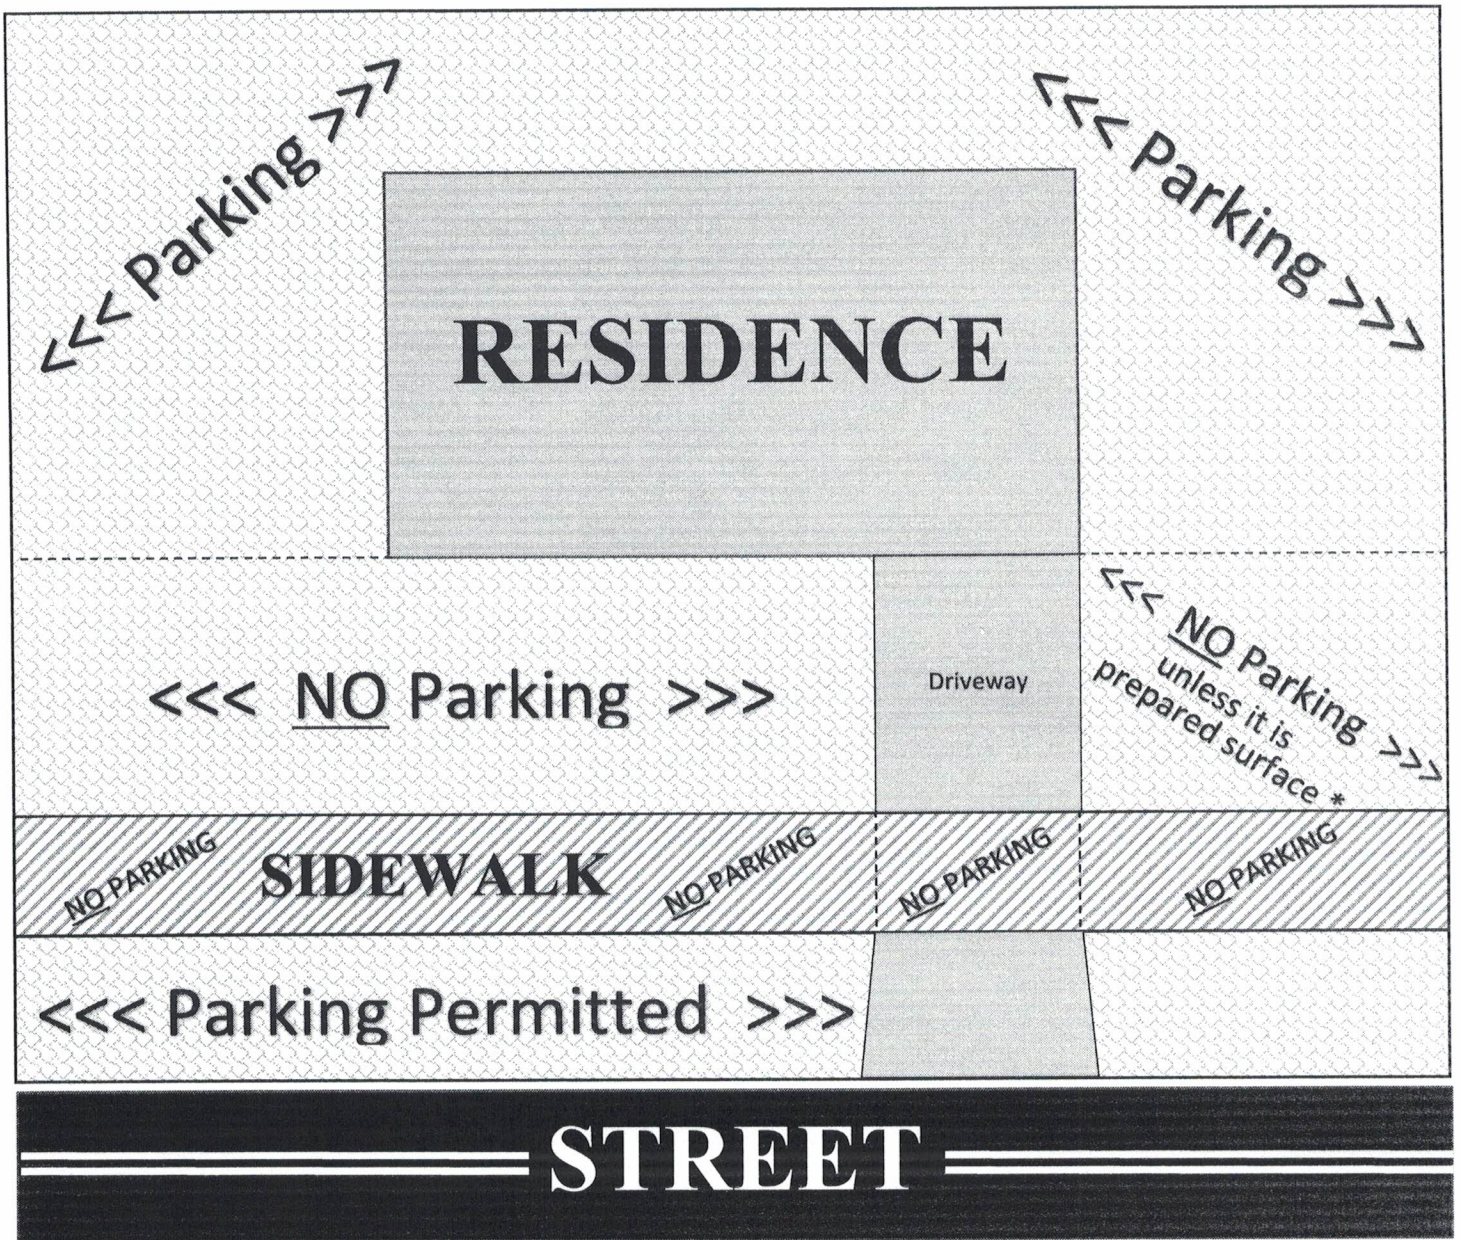 <<< Parking >>>
<<< Parking >>>
RESIDENCE
<<< NO Parking >>>
Driveway
<<< NO Parking >>>
unless it is
prepared surface *
NO PARKING
SIDEWALK
NO PARKING
NO PARKING
NO PARKING
<<< Parking Permitted >>>
STREET